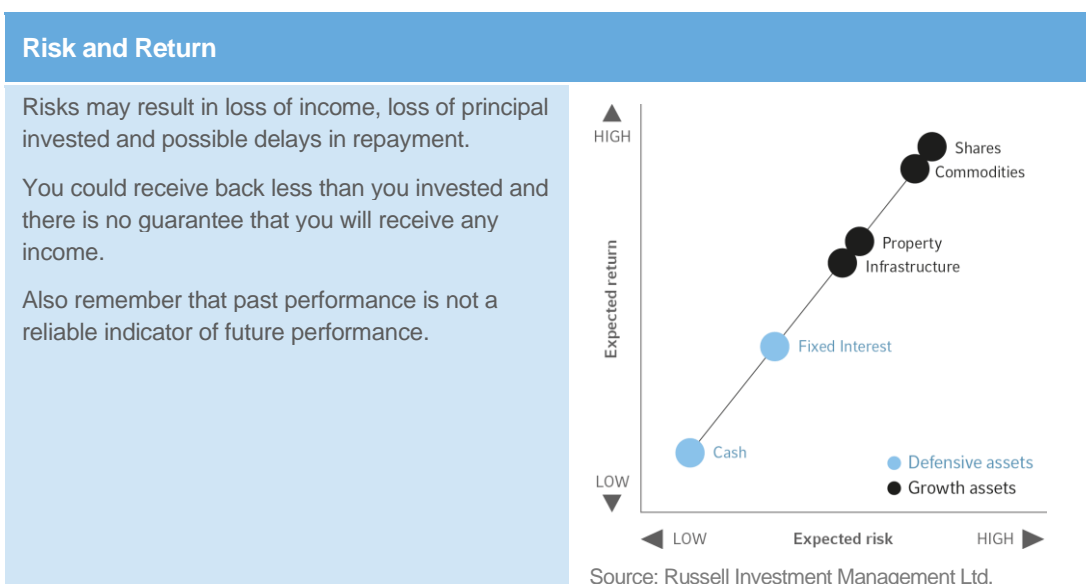 Risk and Return
Risks may result in loss of income, loss of principal
invested and possible delays in repayment.
You could receive back less than you invested and
there is no guarantee that you will receive any
income.
Also remember that past performance is not a
reliable indicator of future performance.
HIGH
Expected return
LOW
Shares
Commodities
Property
Infrastructure
Fixed Interest
Cash
Defensive assets
Growth assets
LOW Expected risk HIGH
Source: Russell Investment Management Ltd.